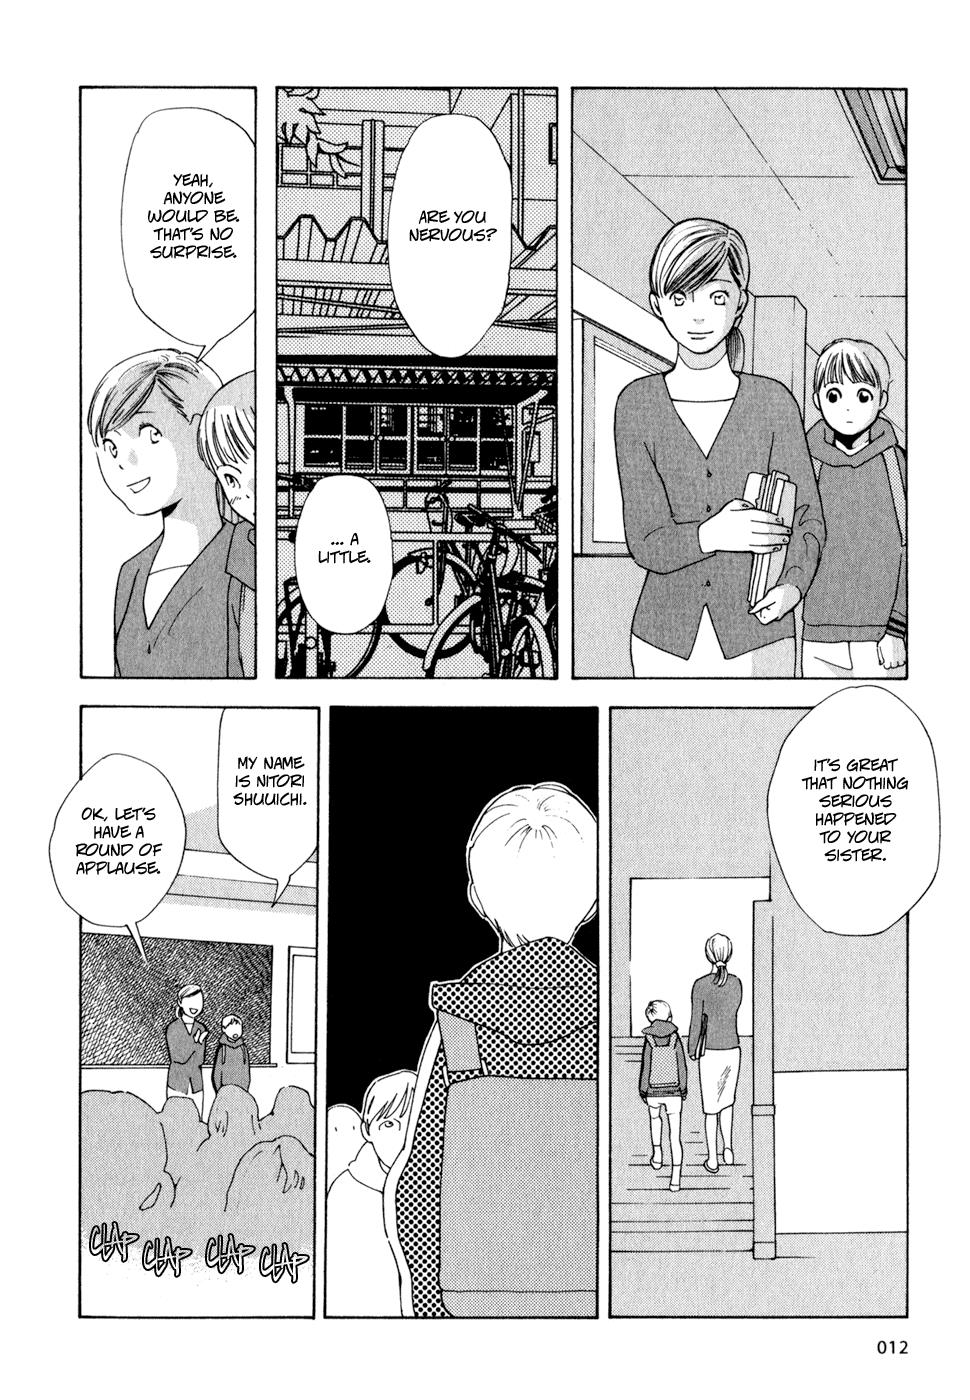 ARE YOU
NERVOUS?
... A
LITTLE.
YEAH,
ANYONE
WOULD BE.
THAT'S NO
SURPRISE.
IT'S GREAT
THAT NOTHING
SERIOUS
HAPPENED
TO YOUR
SISTER.
MY NAME
IS NITORI
SHUUICHI.
OK, LET'S
HAVE A
ROUND OF
APPLAUSE.
CLAP
CLAP
CLAP
CLAP
012